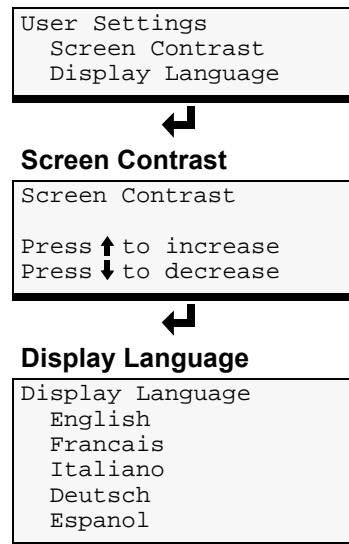 User Settings
Screen Contrast
Display Language
Screen Contrast
Screen Contrast
Press ↑ to increase
Press ↓ to decrease
Display Language
Display Language
English
Francais
Italiano
Deutsch
Espanol